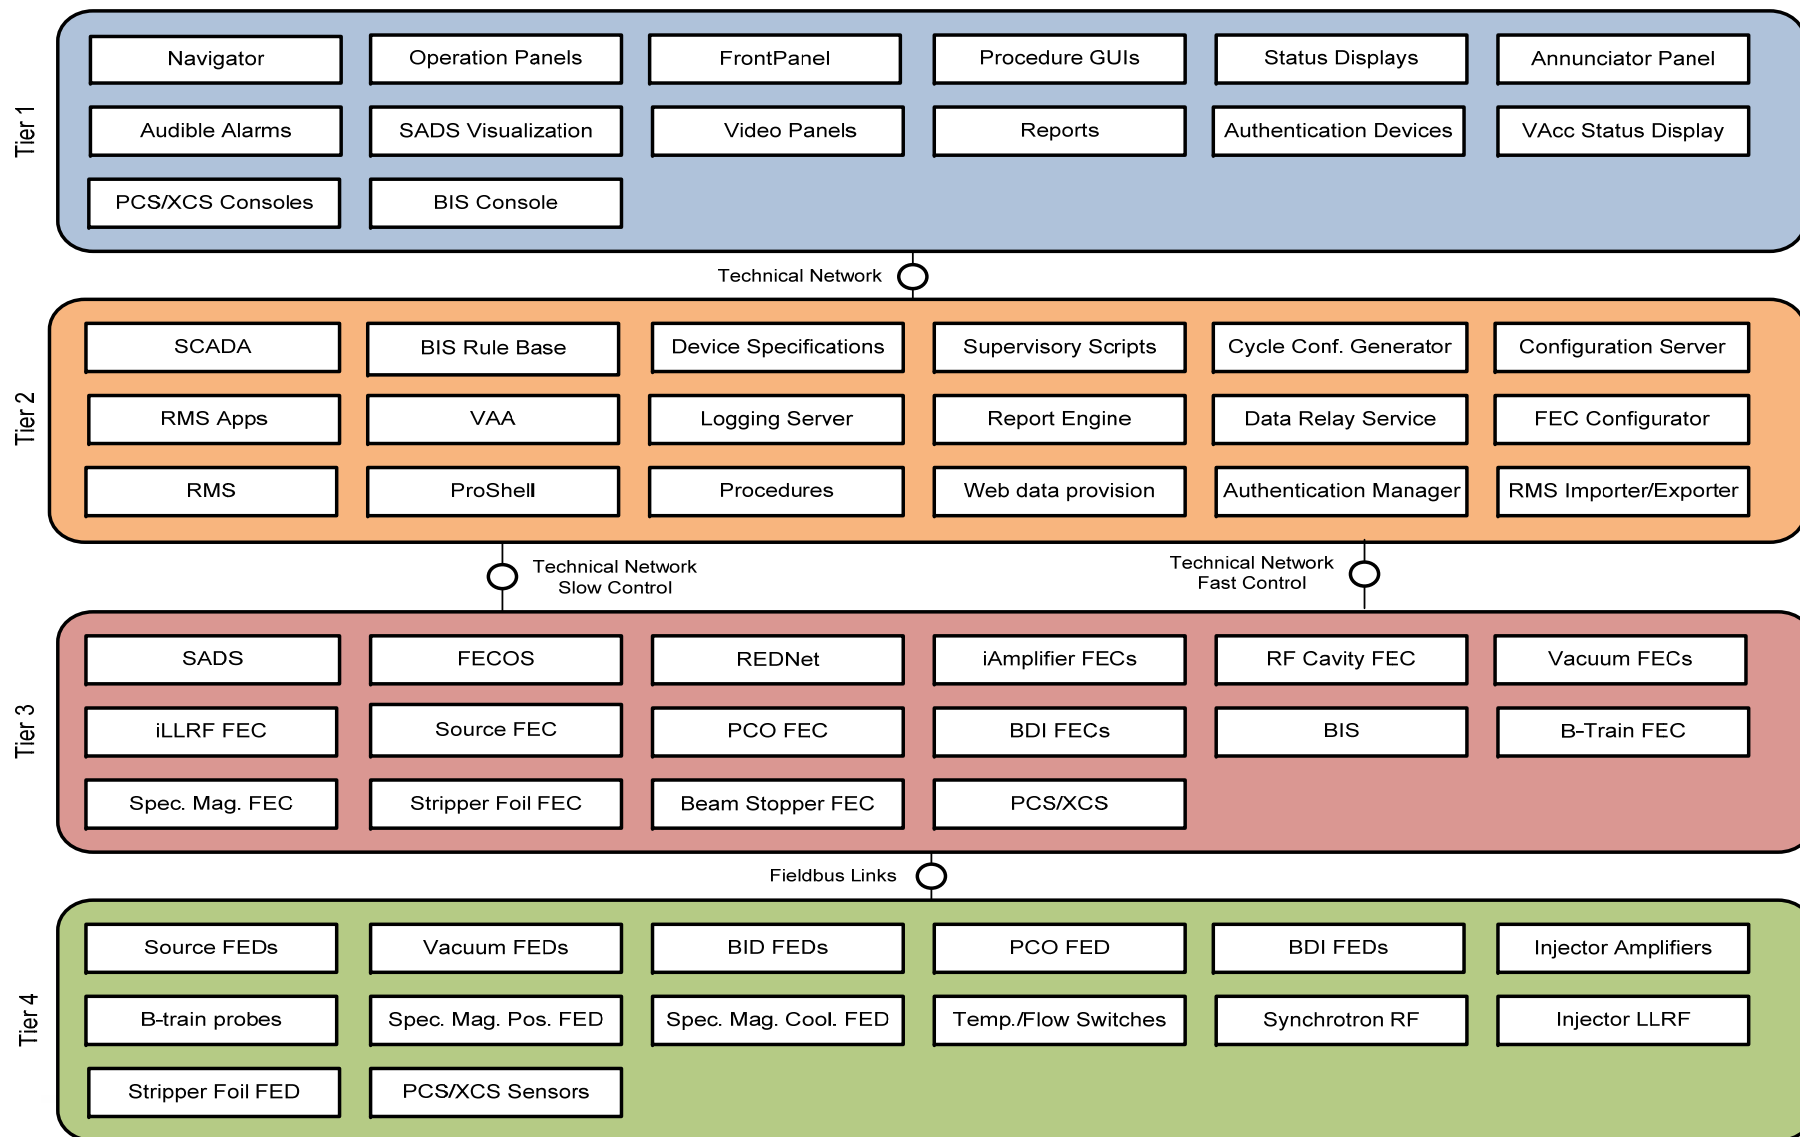 Tier 1
Navigator
Operation Panels
FrontPanel
Procedure GUIs
Status Displays
Annunciator Panel
Audible Alarms
SADS Visualization
Video Panels
Reports
Authentication Devices
VAcc Status Display
PCS/XCS Consoles
BIS Console
Technical Network
Tier 2
SCADA
BIS Rule Base
Device Specifications
Supervisory Scripts
Cycle Conf. Generator
Configuration Server
RMS Apps
VAA
Logging Server
Report Engine
Data Relay Service
FEC Configurator
RMS
ProShell
Procedures
Web data provision
Authentication Manager
RMS Importer/Exporter
Technical Network
Slow Control
Technical Network
Fast Control
Tier 3
SADS
FECOS
REDNet
iAmplifier FECs
RF Cavity FEC
Vacuum FECs
iLLRF FEC
Source FEC
PCO FEC
BDI FECs
BIS
B-Train FEC
Spec. Mag. FEC
Stripper Foil FEC
Beam Stopper FEC
PCS/XCS
Fieldbus Links
Tier 4
Source FEDs
Vacuum FEDs
BID FEDs
PCO FED
BDI FEDs
Injector Amplifiers
B-train probes
Spec. Mag. Pos. FED
Spec. Mag. Cool. FED
Temp./Flow Switches
Synchrotron RF
Injector LLRF
Stripper Foil FED
PCS/XCS Sensors